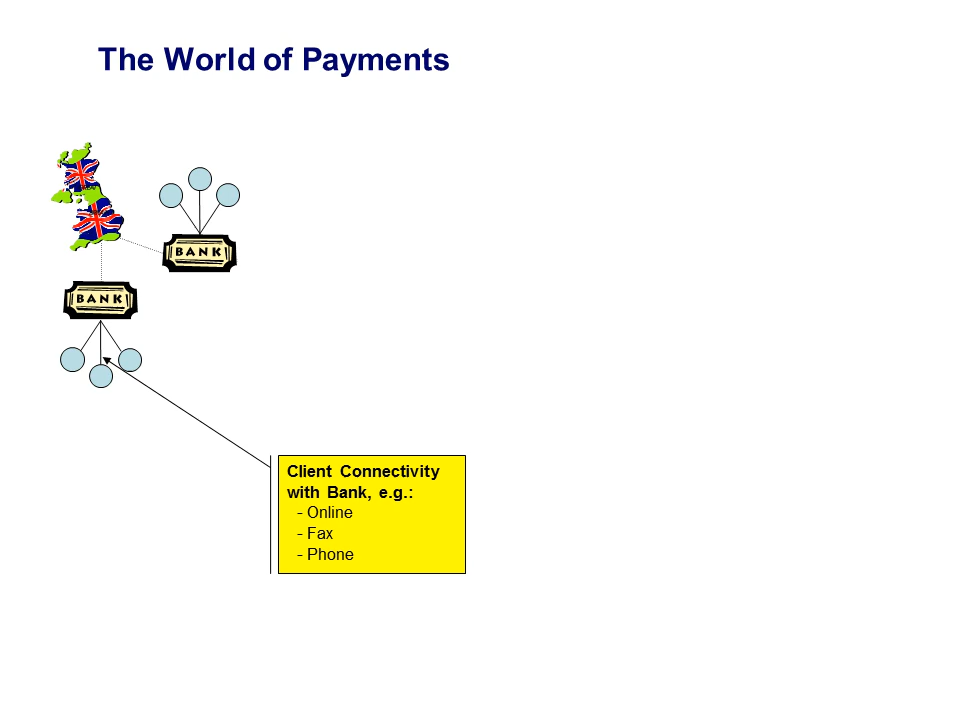 The World of Payments
BANK
BANK
Client Connectivity
with Bank, e.g.:
- Online
- Fax
- Phone